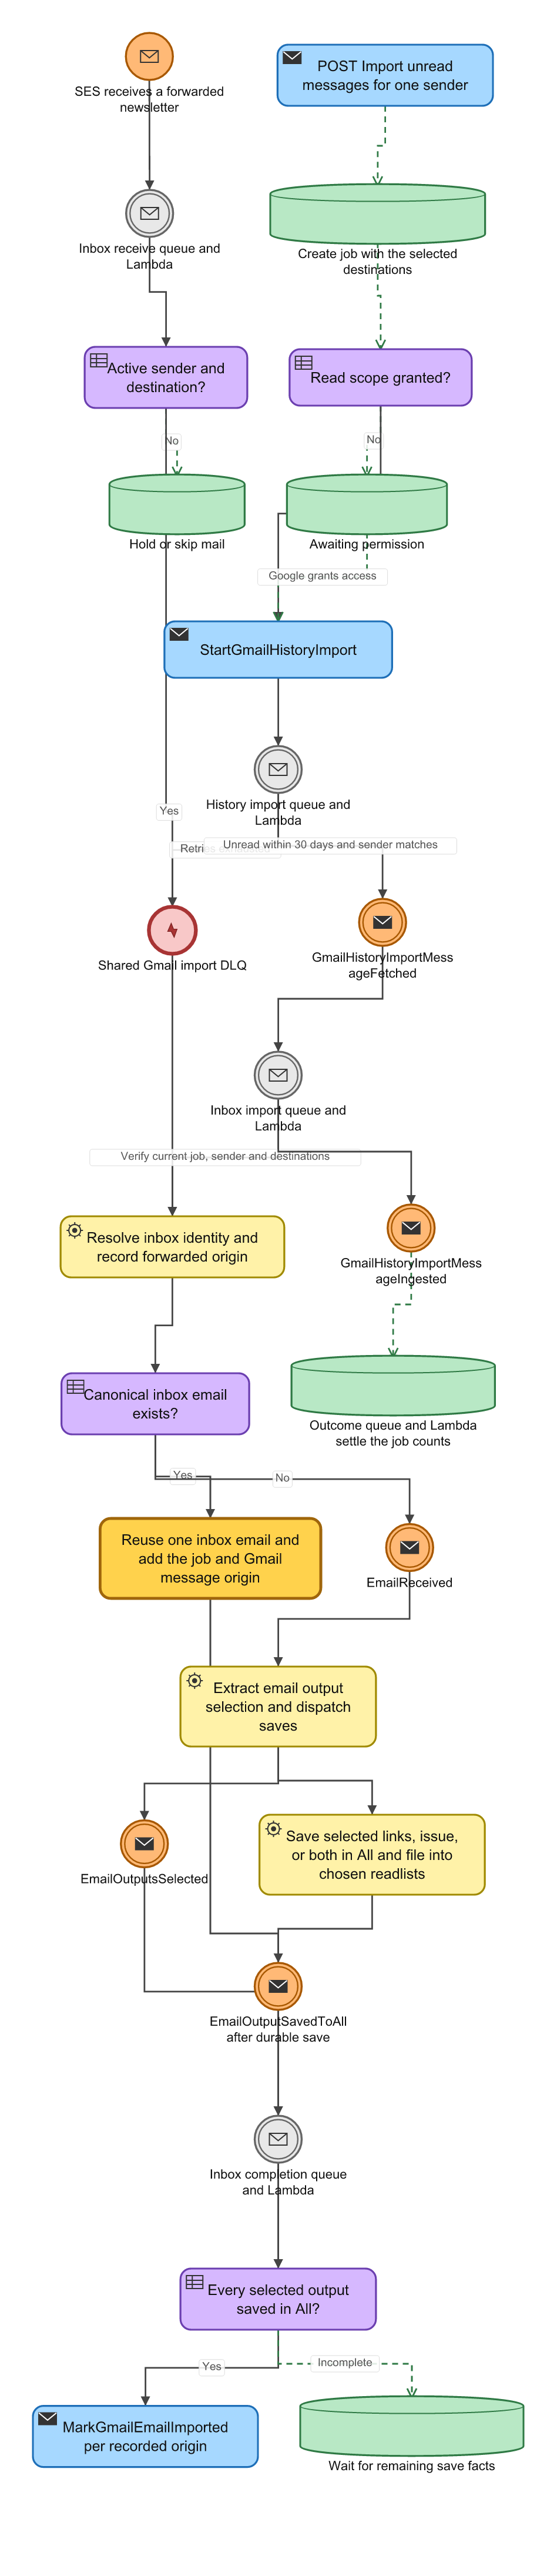 SES receives a forwarded
newsletter
POST Import unread
messages for one sender
Inbox receive queue and
Lambda
Create job with the selected
destinations
Active sender and
destination?
Read scope granted?
No
No
Hold or skip mail
Awaiting permission
Google grants access
StartGmailHistoryImport
History import queue and
Lambda
Yes
Unread within 30 days and sender matches
Shared Gmail import DLQ
GmailHistoryImportMess
ageFetched
Inbox import queue and
Lambda
Verify current job, sender and destinations
Resolve inbox identity and
record forwarded origin
GmailHistoryImportMess
ageIngested
Canonical inbox email
exists?
Outcome queue and Lambda
settle the job counts
Yes
No
Reuse one inbox email and
add the job and Gmail
message origin
EmailReceived
Extract email output
selection and dispatch
saves
EmailOutputsSelected
Save selected links, issue,
or both in All and file into
chosen readlists
EmailOutputSavedToAll
after durable save
Inbox completion queue
and Lambda
Every selected output
saved in All?
Yes
Incomplete
MarkGmailEmailImported
per recorded origin
Wait for remaining save facts